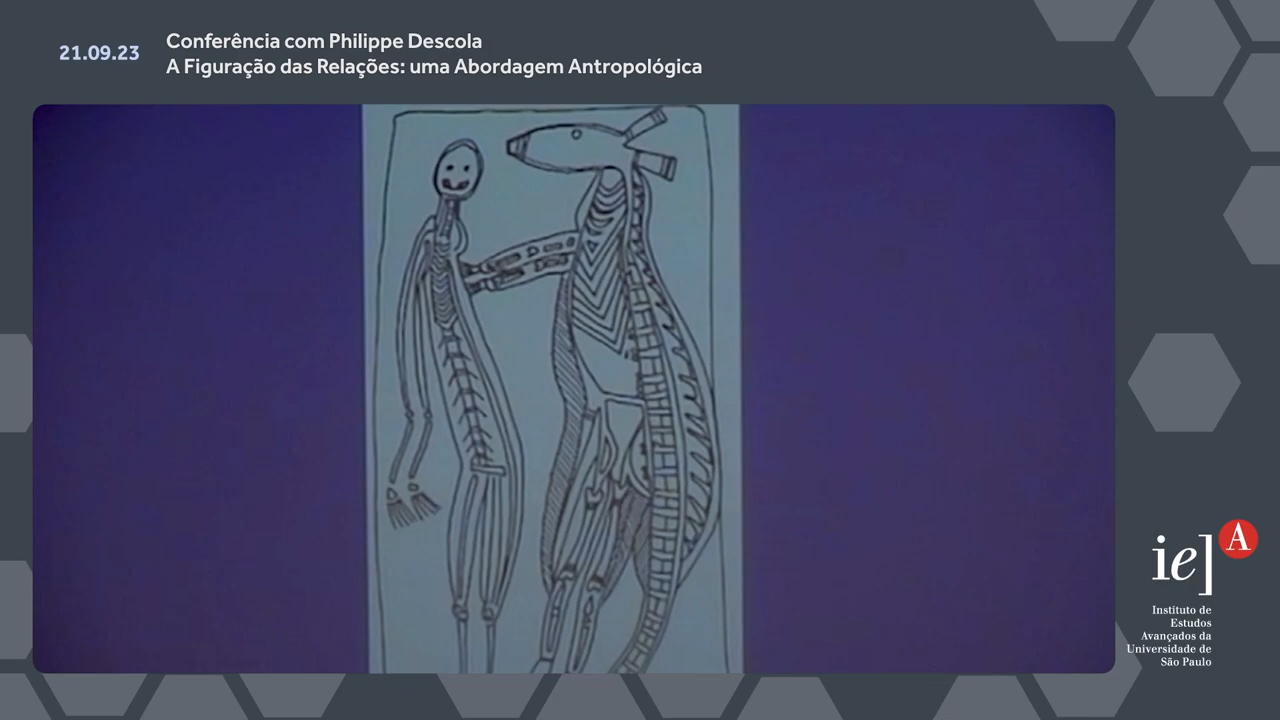 21.09.23
Conferência com Philippe Descola
A Figuração das Relações: uma Abordagem Antropológica
ie] A
Instituto de
Estudos
Avançados da
Universidade de
São Paulo